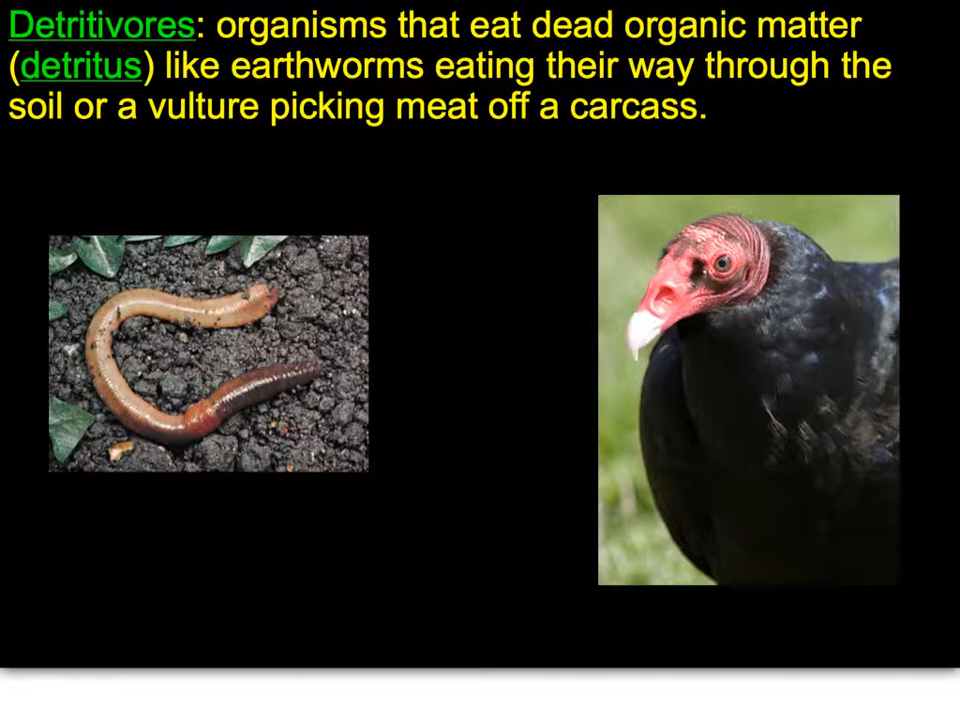 Detritivores: organisms that eat dead organic matter
(detritus) like earthworms eating their way through the
soil or a vulture picking meat off a carcass.